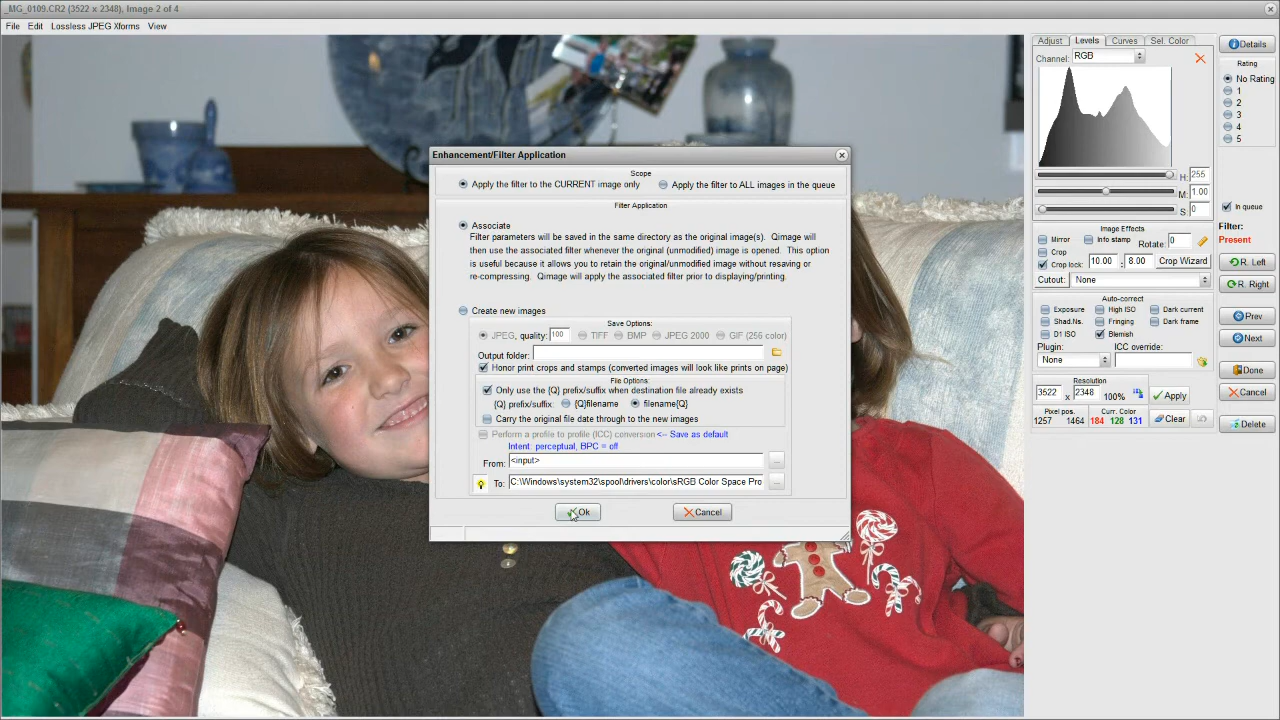 _MG_0109.CR2 (3522 x 2348), Image 2 of 4
File Edit Lossless JPEG Xforms View
Adjust Levels Curves Sel. Color
Details
Channel: RGB
Rating
No Rating
1
2
3
4
5
H: 255
M: 1.00
S: 0
In queue
Image Effects
Filter:
Present
Mirror Info stamp Rotate: 0
Crop
Crop lock: 10.00 : 8.00 Crop Wizard
R. Left
Cutout: None
R. Right
Auto-correct
Exposure High ISO Dark current
Shad.Ns. Fringing Dark frame
D1 ISO Blemish
Prev
Next
Plugin: ICC override:
None
Done
Resolution
3522 x 2348 100% Apply
Cancel
Pixel pos. Curr. Color
1257 1464 184 128 131 Clear
Delete
Enhancement/Filter Application
Scope
Apply the filter to the CURRENT image only Apply the filter to ALL images in the queue
Filter Application
Associate
Filter parameters will be saved in the same directory as the original image(s). Qimage will
then use the associated filter whenever the original (unmodified) image is opened. This option
is useful because it allows you to retain the original/unmodified image without resaving or
re-compressing. Qimage will apply the associated filter prior to displaying/printing.
Create new images
Save Options:
JPEG, quality: 100 TIFF BMP JPEG 2000 GIF (256 color)
Output folder:
Honor print crops and stamps (converted images will look like prints on page)
File Options:
Only use the {Q} prefix/suffix when destination file already exists
{Q} prefix/suffix: {Q}filename filename{Q}
Carry the original file date through to the new images
Perform a profile to profile (ICC) conversion <-- Save as default
Intent: perceptual, BPC = off
From: <input> ...
To: C:\Windows\system32\spool\drivers\color\sRGB Color Space Pro ...
Ok Cancel